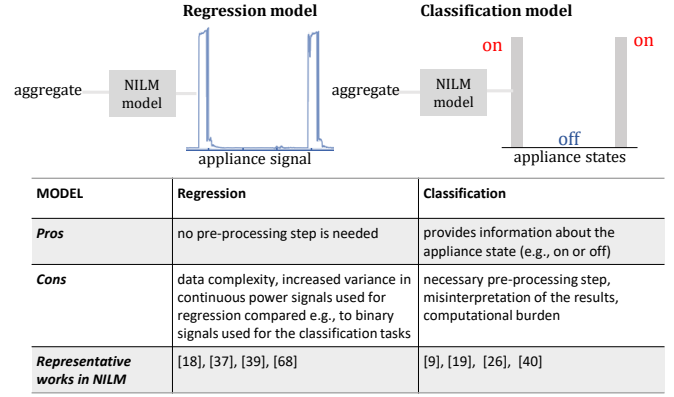 Regression model
Classification model
aggregate
NILM
model
appliance signal
aggregate
NILM
model
on
on
off
appliance states
MODEL
Regression
Classification
Pros
no pre-processing step is needed
provides information about the
appliance state (e.g., on or off)
Cons
data complexity, increased variance in
continuous power signals used for
regression compared e.g., to binary
signals used for the classification tasks
necessary pre-processing step,
misinterpretation of the results,
computational burden
Representative
works in NILM
[18], [37], [39], [68]
[9], [19], [26], [40]